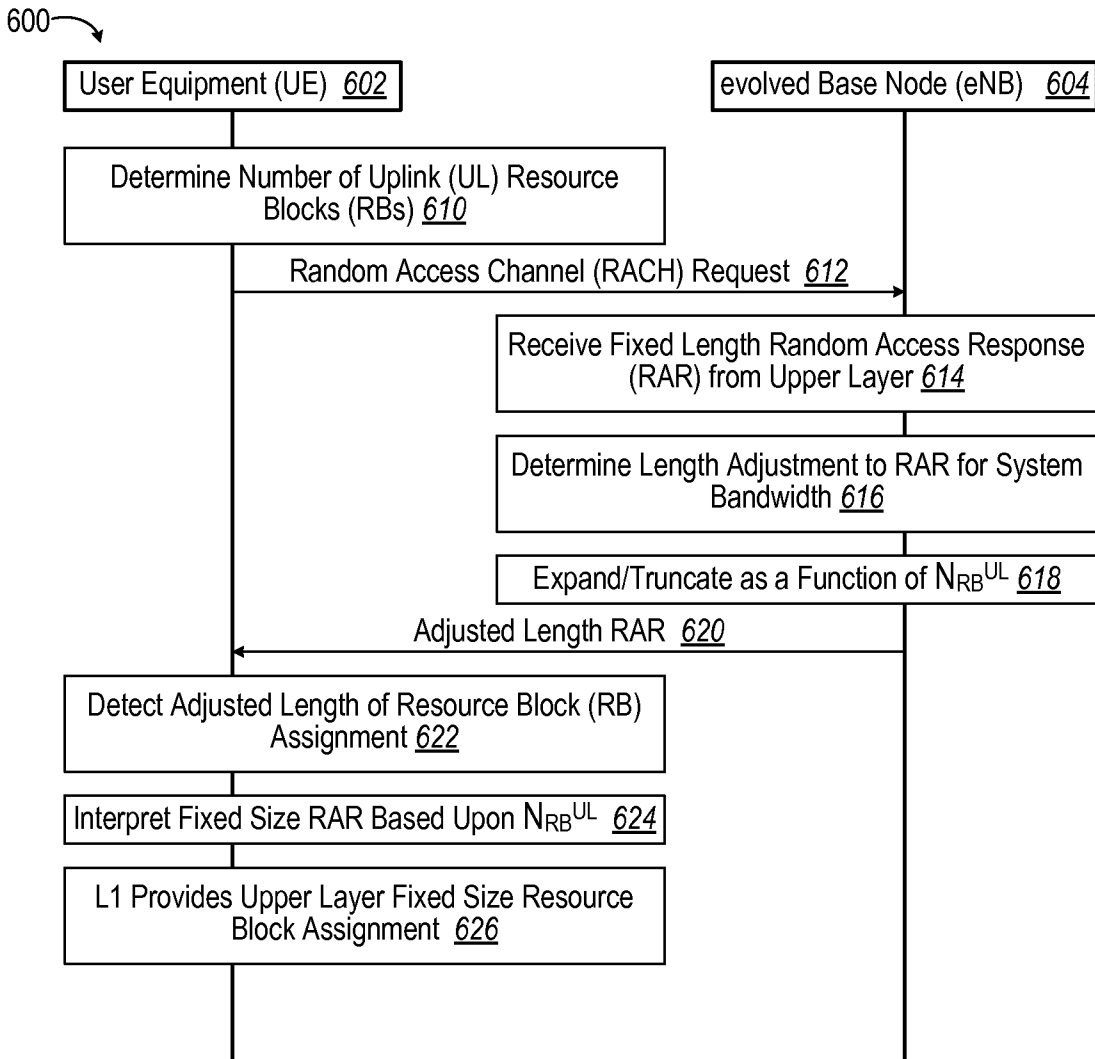 600
User Equipment (UE) 602
evolved Base Node (eNB) 604
Determine Number of Uplink (UL) Resource
Blocks (RBs) 610
Random Access Channel (RACH) Request 612
Receive Fixed Length Random Access Response
(RAR) from Upper Layer 614
Determine Length Adjustment to RAR for System
Bandwidth 616
Expand/Truncate as a Function of NRBUL 618
Adjusted Length RAR 620
Detect Adjusted Length of Resource Block (RB)
Assignment 622
Interpret Fixed Size RAR Based Upon NRBUL 624
L1 Provides Upper Layer Fixed Size Resource
Block Assignment 626